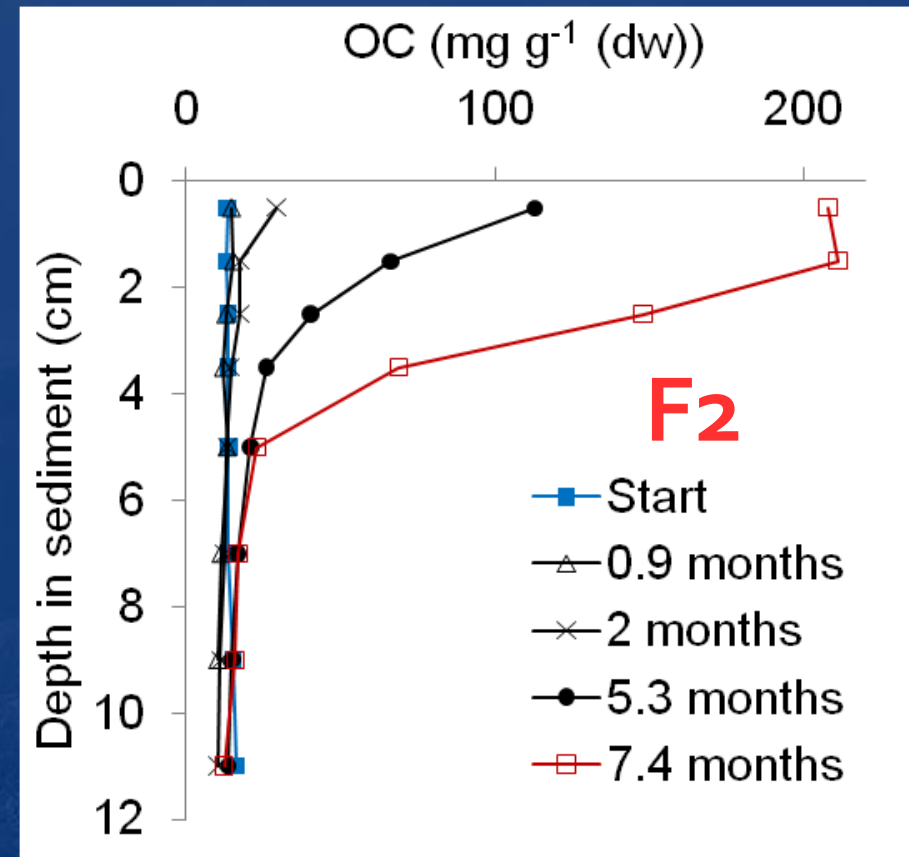 OC (mg g-1 (dw))
0 100 200
0
2
4
6
8
10
12
Depth in sediment (cm)
F2
Start
0.9 months
2 months
5.3 months
7.4 months